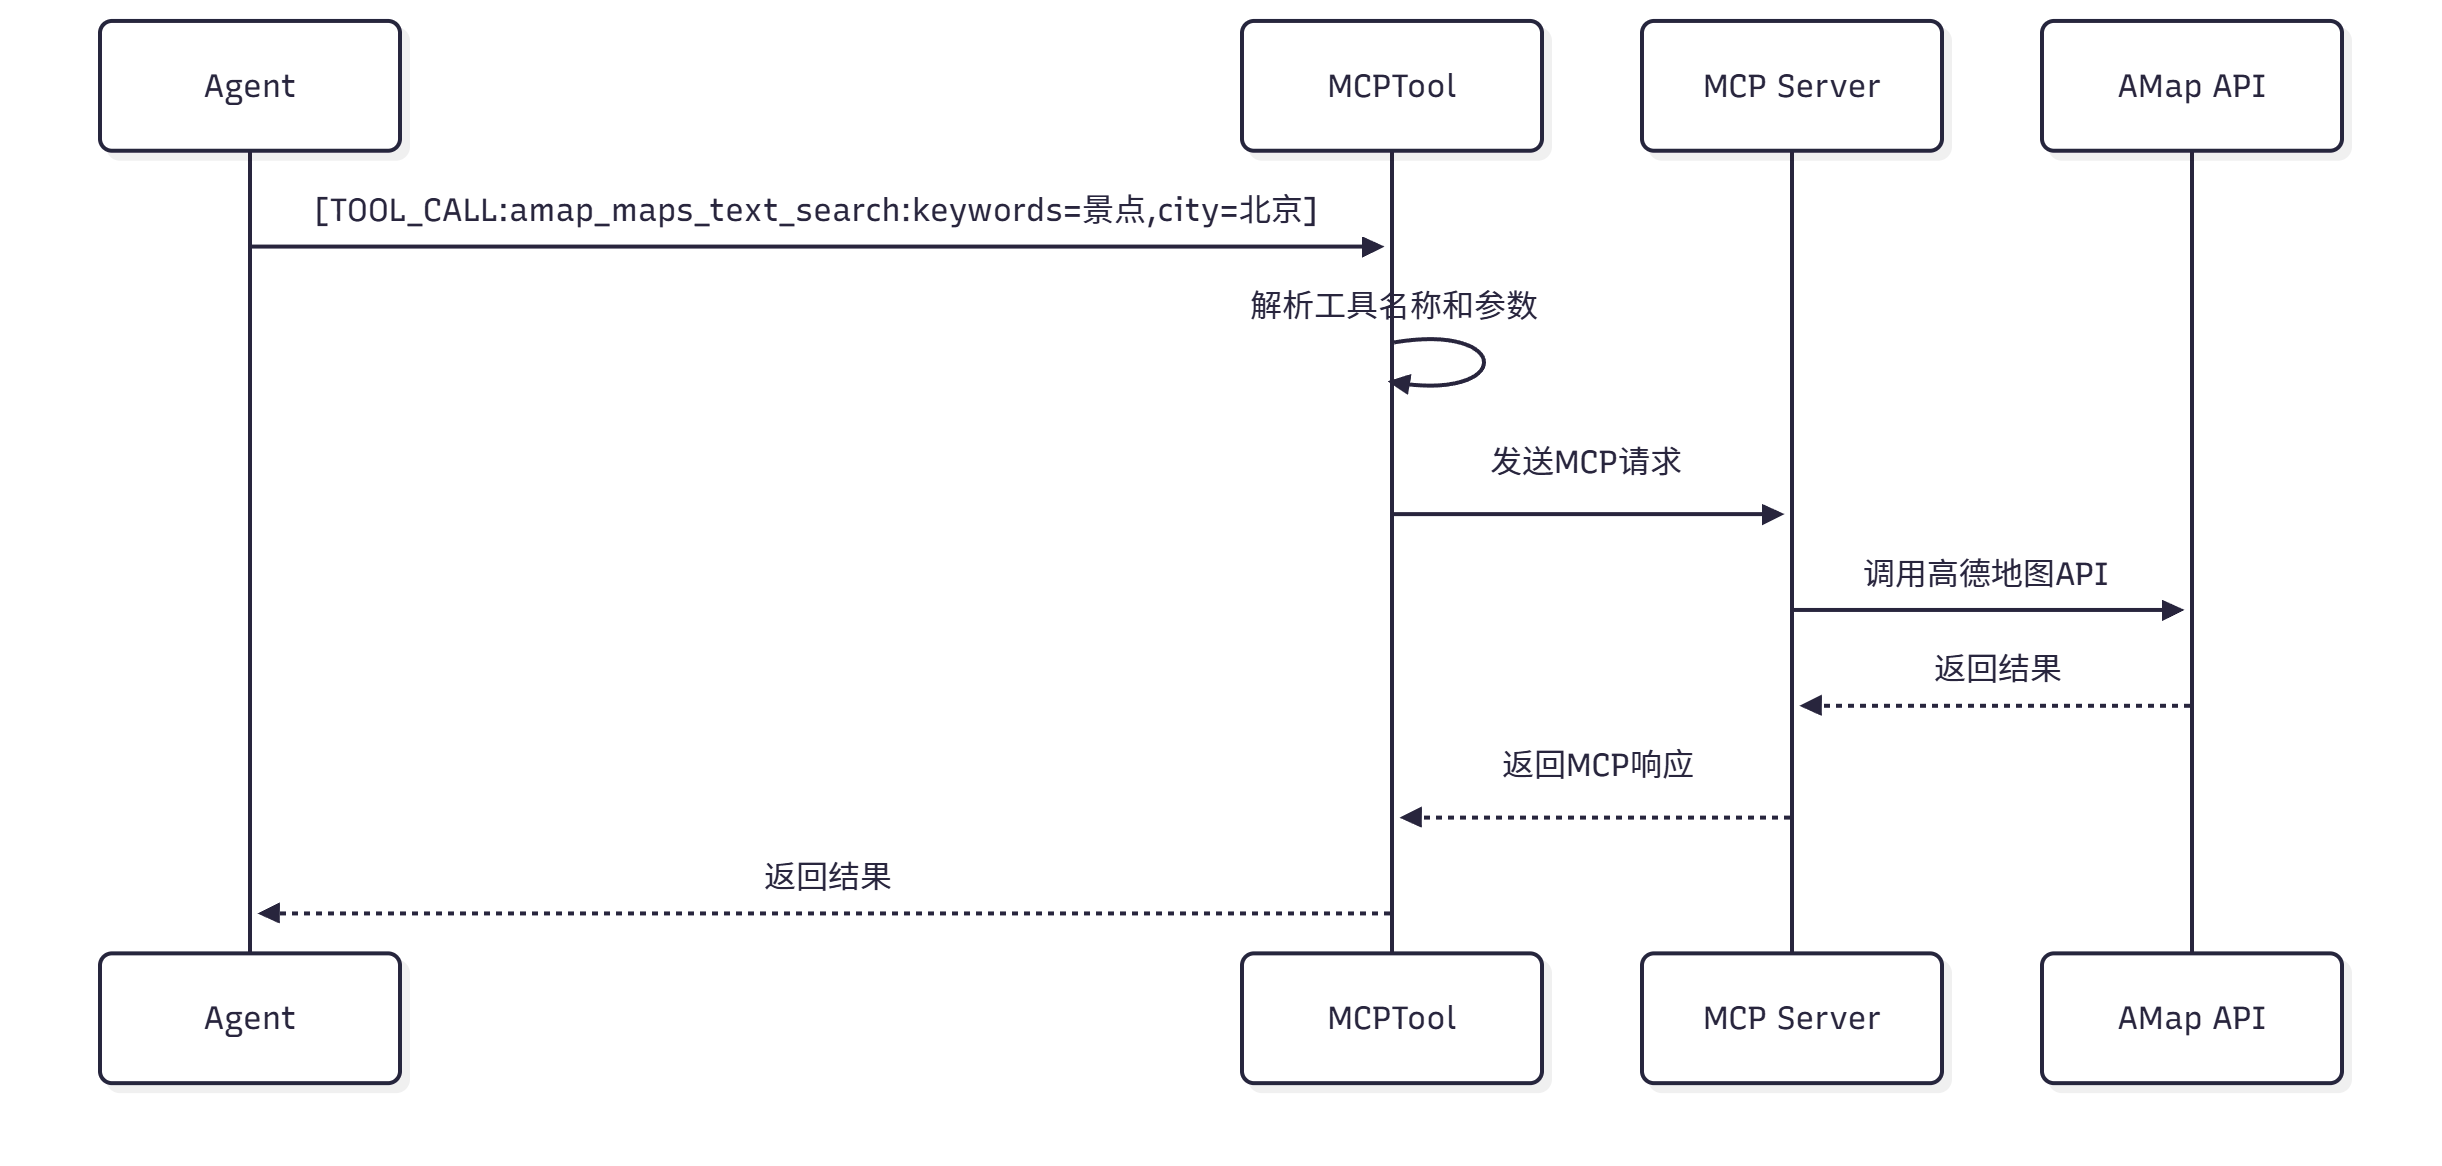 Agent
MCPTool
MCP Server
AMap API
[TOOL_CALL:amap_maps_text_search:keywords=景点,city=北京]
解析工具名称和参数
发送MCP请求
调用高德地图API
返回结果
返回MCP响应
返回结果
Agent
MCPTool
MCP Server
AMap API